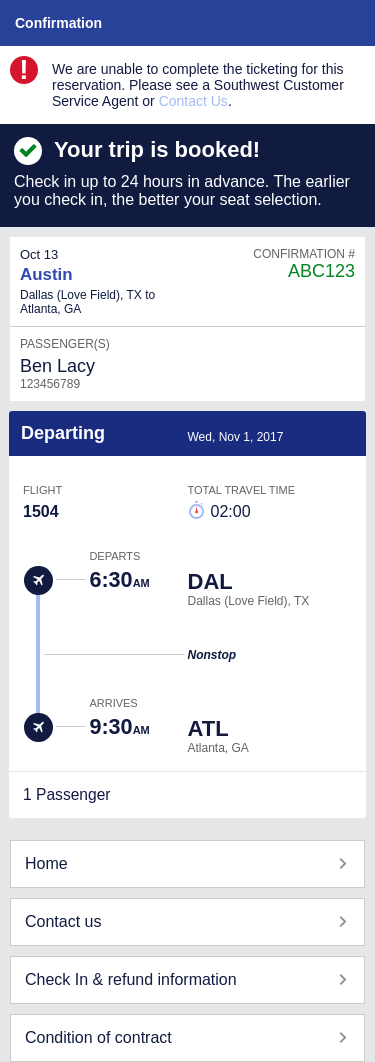 Confirmation
We are unable to complete the ticketing for this
reservation. Please see a Southwest Customer
Service Agent or Contact Us.
Your trip is booked!
Check in up to 24 hours in advance. The earlier
you check in, the better your seat selection.
Oct 13
CONFIRMATION #
Austin
ABC123
Dallas (Love Field), TX to
Atlanta, GA
PASSENGER(S)
Ben Lacy
123456789
Departing
Wed, Nov 1, 2017
FLIGHT
TOTAL TRAVEL TIME
1504
02:00
DEPARTS
6:30AM
DAL
Dallas (Love Field), TX
Nonstop
ARRIVES
9:30AM
ATL
Atlanta, GA
1 Passenger
Home
Contact us
Check In & refund information
Condition of contract